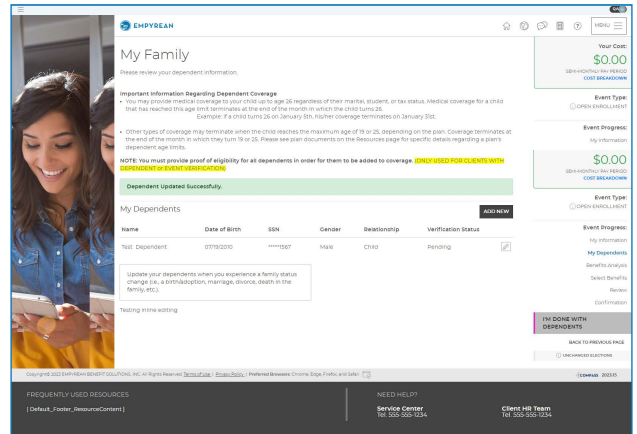 EMPYREAN
MENU
My Family
Please review your dependent information.
Important Information Regarding Dependent Coverage
• You may provide medical coverage to your child up to age 26 regardless of their marital, student, or tax status. Medical coverage for a child
that has reached this age limit terminates at the end of the month in which the child turns 26.
Example: If a child turns 26 on January 5th, his/her coverage terminates on January 31st.
• Other types of coverage may terminate when the child reaches the maximum age of 19 or 25, depending on the plan. Coverage terminates at
the end of the month in which they turn 19 or 25. Please see plan documents on the Resources page for specific details regarding a plan's
dependent age limits.
NOTE: You must provide proof of eligibility for all dependents in order for them to be added to coverage. (ONLY USED FOR CLIENTS WITH
DEPENDENT or EVENT VERIFICATION)
Dependent Updated Successfully.
My Dependents
ADD NEW
Name Date of Birth SSN Gender Relationship Verification Status
Test Dependent 07/19/2010 *****1567 Male Child Pending
Update your dependents when you experience a family status
change (i.e., a birth/adoption, marriage, divorce, death in the
family, etc.).
Testing inline editing
Your Cost:
$0.00
SEMI-MONTHLY PAY PERIOD
COST BREAKDOWN
Event Type:
OPEN ENROLLMENT
Event Progress:
My Information
$0.00
SEMI-MONTHLY PAY PERIOD
COST BREAKDOWN
Event Type:
OPEN ENROLLMENT
Event Progress:
My Information
My Dependents
Benefits Analysis
Select Benefits
Review
Confirmation
I'M DONE WITH
DEPENDENTS
BACK TO PREVIOUS PAGE
UNCHANGED ELECTIONS
Copyright© 2023 EMPYREAN BENEFIT SOLUTIONS, INC. All Rights Reserved. Terms of Use | Privacy Policy | Preferred Browsers: Chrome, Edge, Firefox, and Safari
COMPASS 2023.15
FREQUENTLY USED RESOURCES
[ Default_Footer_ResourceContent ]
NEED HELP?
Service Center
Tel: 555-555-1234
Client HR Team
Tel: 555-555-1234